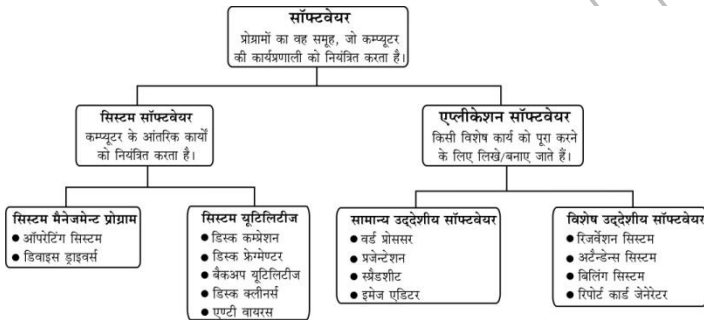 सॉफ्टवेयर
प्रोग्रामों का वह समूह, जो कम्प्यूटर
की कार्यप्रणाली को नियंत्रित करता है।
सिस्टम सॉफ्टवेयर
कम्प्यूटर के आंतरिक कार्यों
को नियंत्रित करता है।
एप्लीकेशन सॉफ्टवेयर
किसी विशेष कार्य को पूरा करने
के लिए लिखे/बनाए जाते हैं।
सिस्टम मैनेजमेण्ट प्रोग्राम
● ऑपरेटिंग सिस्टम
● डिवाइस ड्राइवर्स
सिस्टम यूटिलिटीज
● डिस्क कम्प्रेशन
● डिस्क फ्रेग्मेण्टर
● बैकअप यूटिलिटीज
● डिस्क क्लीनर्स
● एण्टी वायरस
सामान्य उद्देशीय सॉफ्टवेयर
● वर्ड प्रोससर
● प्रजेन्टेशन
● स्प्रैडशीट
● इमेज एडिटर
विशेष उद्देशीय सॉफ्टवेयर
● रिजर्वेशन सिस्टम
● अटैन्डेन्स सिस्टम
● बिलिंग सिस्टम
● रिपोर्ट कार्ड जेनेरेटर